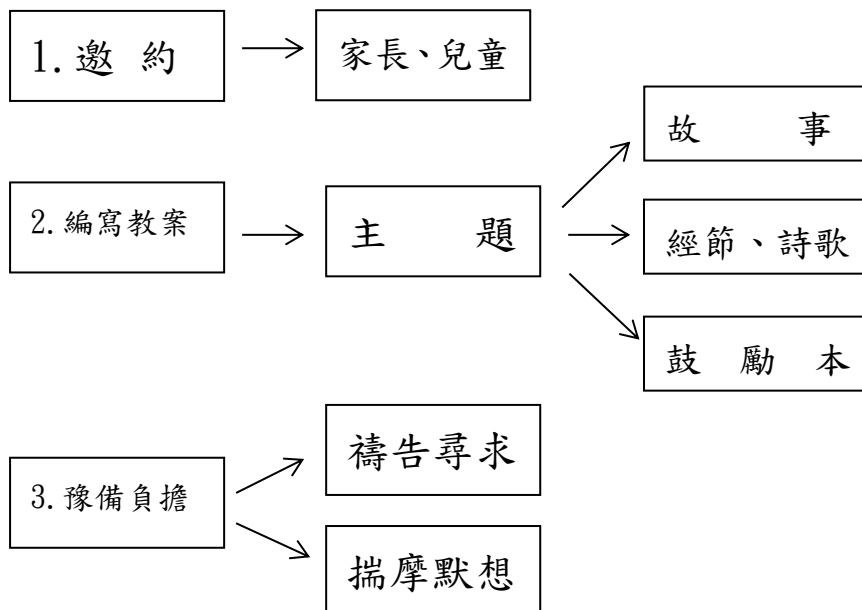 1.邀 約
家長、兒童
故 事
2.編寫教案
主 題
經節、詩歌
鼓 勵 本
禱告尋求
3.豫備負擔
揣摩默想